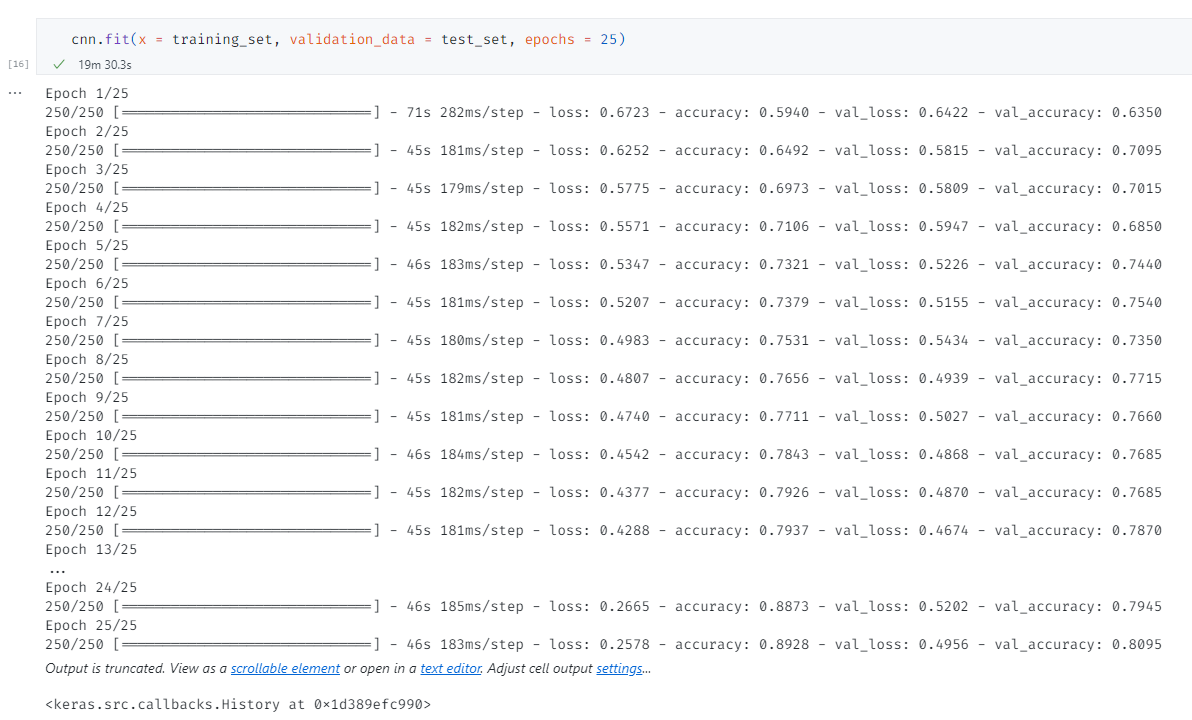 cnn.fit(x = training_set, validation_data = test_set, epochs = 25)
[16] ✓ 19m 30.3s
...
Epoch 1/25
250/250 [==============================] - 71s 282ms/step - loss: 0.6723 - accuracy: 0.5940 - val_loss: 0.6422 - val_accuracy: 0.6350
Epoch 2/25
250/250 [==============================] - 45s 181ms/step - loss: 0.6252 - accuracy: 0.6492 - val_loss: 0.5815 - val_accuracy: 0.7095
Epoch 3/25
250/250 [==============================] - 45s 179ms/step - loss: 0.5775 - accuracy: 0.6973 - val_loss: 0.5809 - val_accuracy: 0.7015
Epoch 4/25
250/250 [==============================] - 45s 182ms/step - loss: 0.5571 - accuracy: 0.7106 - val_loss: 0.5947 - val_accuracy: 0.6850
Epoch 5/25
250/250 [==============================] - 46s 183ms/step - loss: 0.5347 - accuracy: 0.7321 - val_loss: 0.5226 - val_accuracy: 0.7440
Epoch 6/25
250/250 [==============================] - 45s 181ms/step - loss: 0.5207 - accuracy: 0.7379 - val_loss: 0.5155 - val_accuracy: 0.7540
Epoch 7/25
250/250 [==============================] - 45s 180ms/step - loss: 0.4983 - accuracy: 0.7531 - val_loss: 0.5434 - val_accuracy: 0.7350
Epoch 8/25
250/250 [==============================] - 45s 182ms/step - loss: 0.4807 - accuracy: 0.7656 - val_loss: 0.4939 - val_accuracy: 0.7715
Epoch 9/25
250/250 [==============================] - 45s 181ms/step - loss: 0.4740 - accuracy: 0.7711 - val_loss: 0.5027 - val_accuracy: 0.7660
Epoch 10/25
250/250 [==============================] - 46s 184ms/step - loss: 0.4542 - accuracy: 0.7843 - val_loss: 0.4868 - val_accuracy: 0.7685
Epoch 11/25
250/250 [==============================] - 45s 182ms/step - loss: 0.4377 - accuracy: 0.7926 - val_loss: 0.4870 - val_accuracy: 0.7685
Epoch 12/25
250/250 [==============================] - 45s 181ms/step - loss: 0.4288 - accuracy: 0.7937 - val_loss: 0.4674 - val_accuracy: 0.7870
Epoch 13/25
...
Epoch 24/25
250/250 [==============================] - 46s 185ms/step - loss: 0.2665 - accuracy: 0.8873 - val_loss: 0.5202 - val_accuracy: 0.7945
Epoch 25/25
250/250 [==============================] - 46s 183ms/step - loss: 0.2578 - accuracy: 0.8928 - val_loss: 0.4956 - val_accuracy: 0.8095
Output is truncated. View as a scrollable element or open in a text editor. Adjust cell output settings...
<keras.src.callbacks.History at 0x1d389efc990>